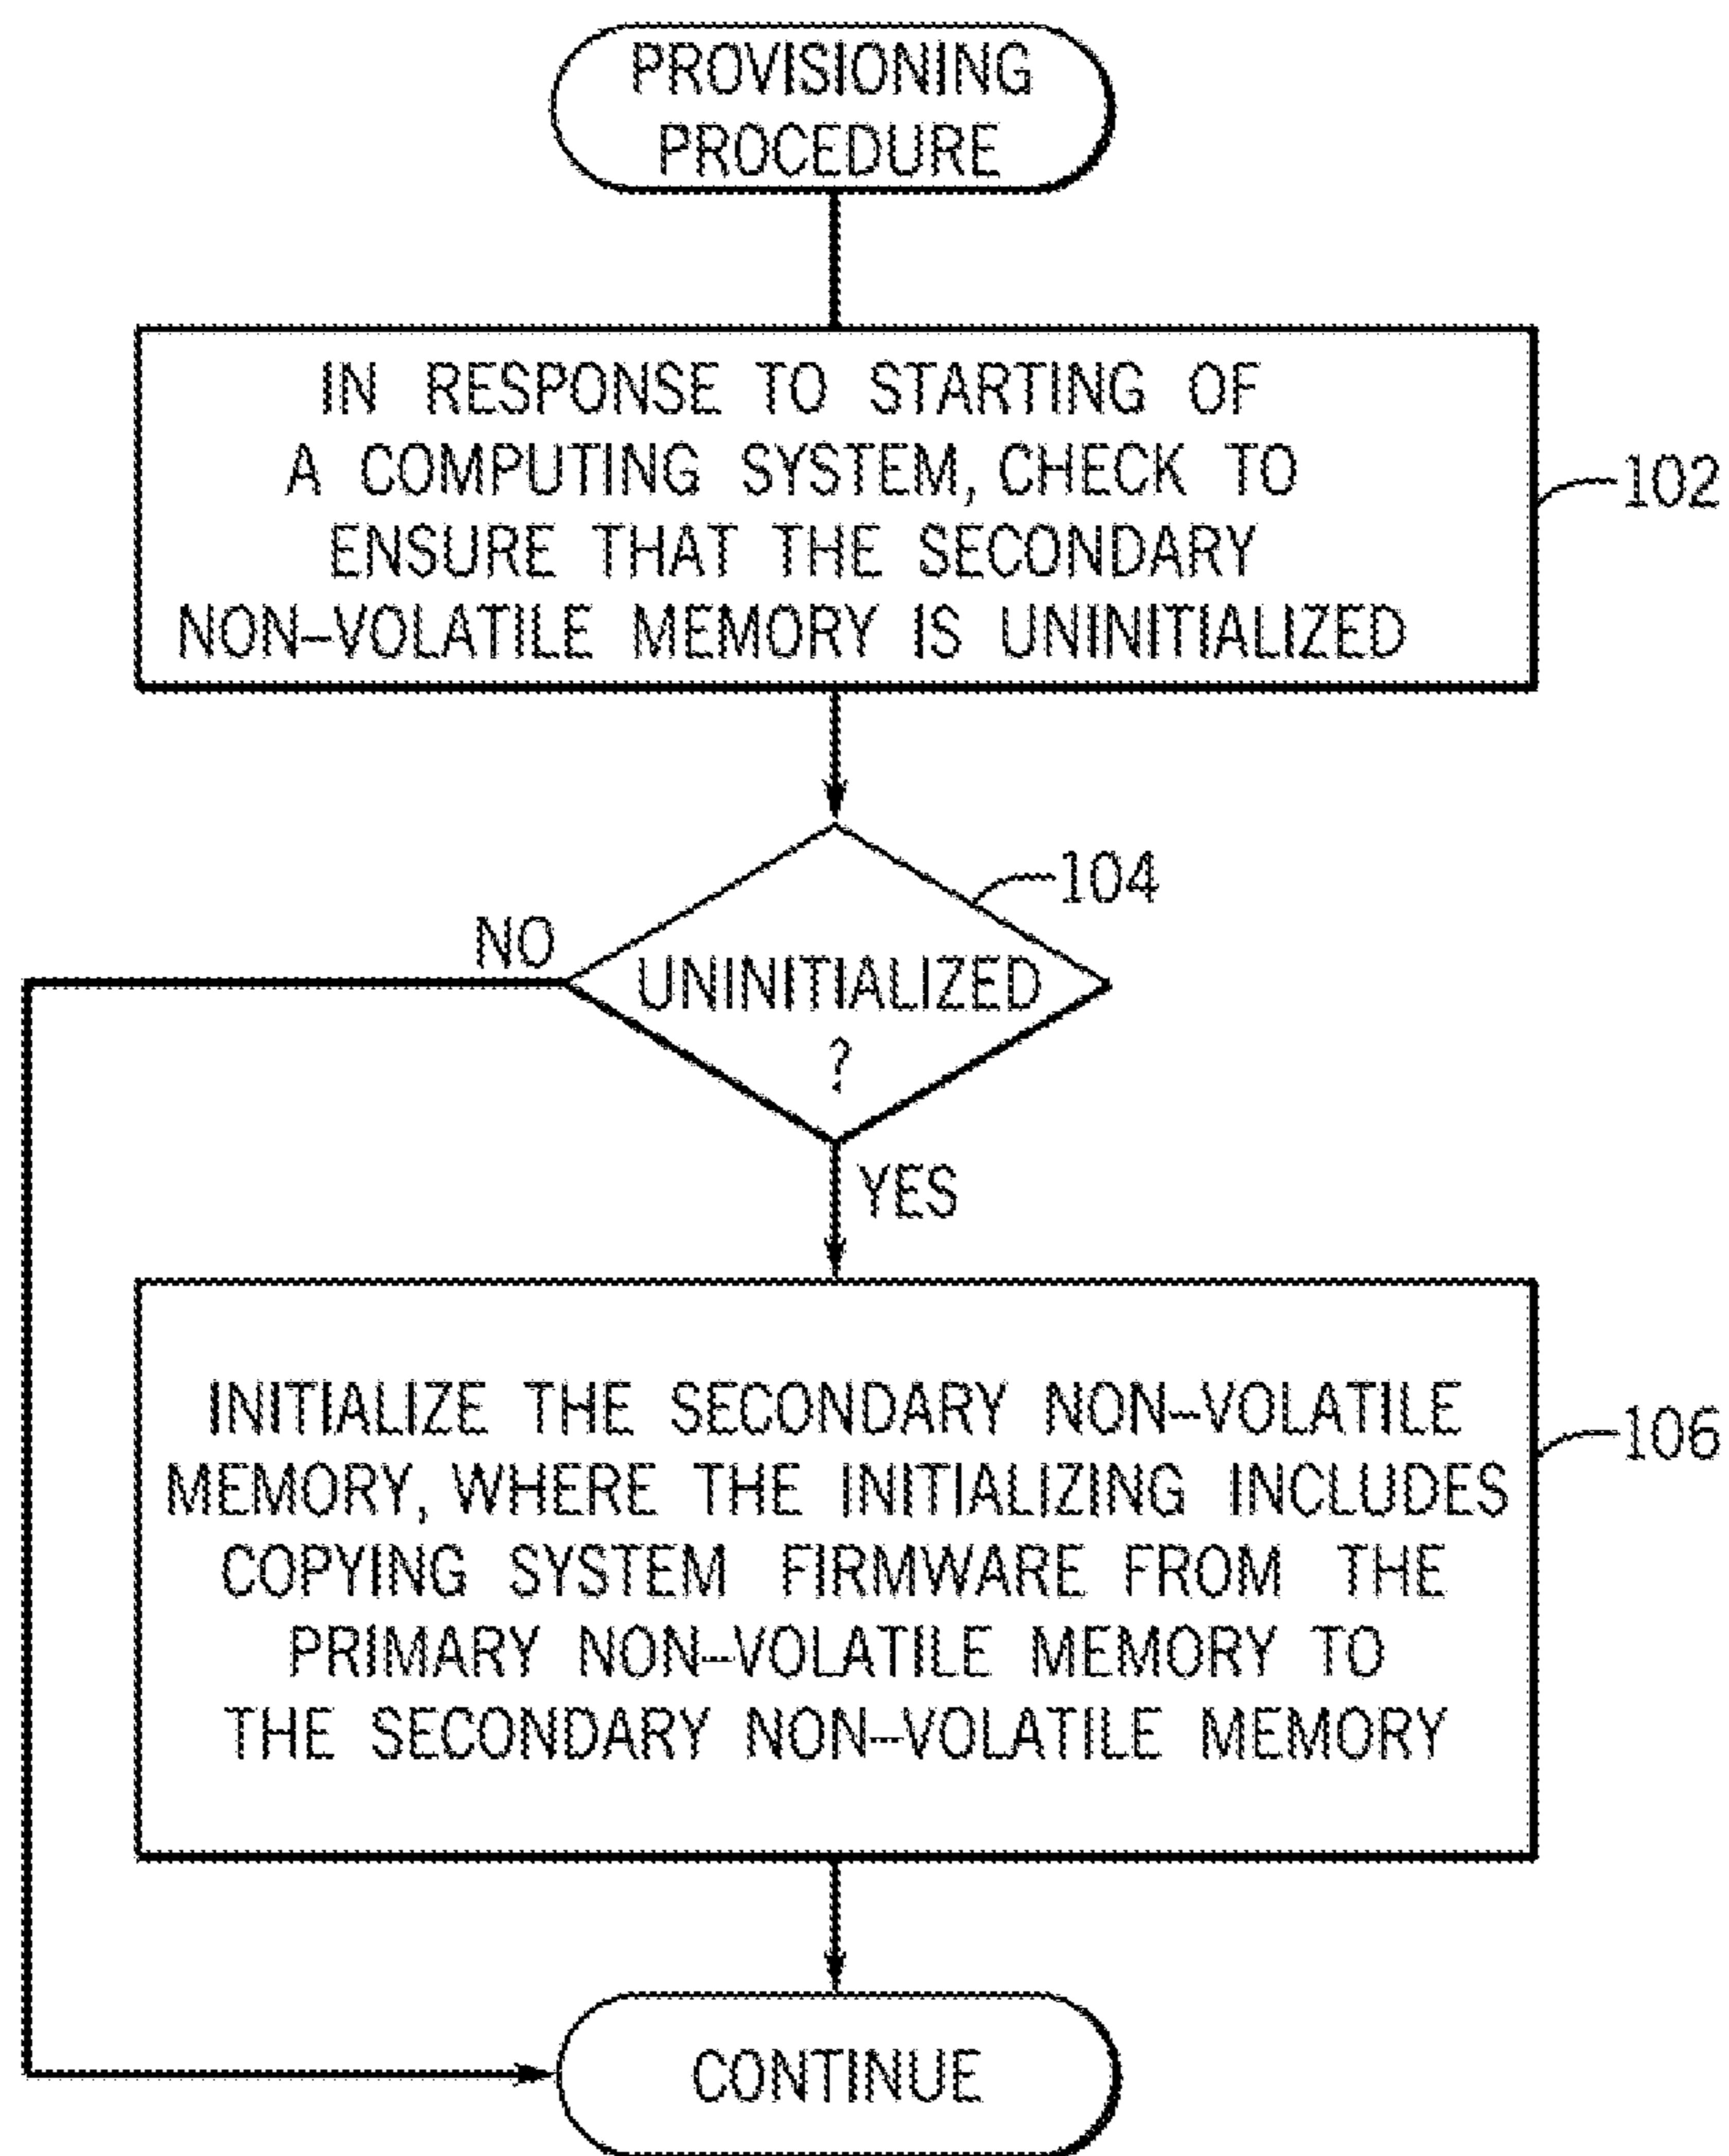 PROVISIONING
PROCEDURE
IN RESPONSE TO STARTING OF
A COMPUTING SYSTEM, CHECK TO
ENSURE THAT THE SECONDARY
NON-VOLATILE MEMORY IS UNINITIALIZED
102
104
NO
UNINITIALIZED
?
YES
INITIALIZE THE SECONDARY NON-VOLATILE
MEMORY, WHERE THE INITIALIZING INCLUDES
COPYING SYSTEM FIRMWARE FROM THE
PRIMARY NON-VOLATILE MEMORY TO
THE SECONDARY NON-VOLATILE MEMORY
106
CONTINUE